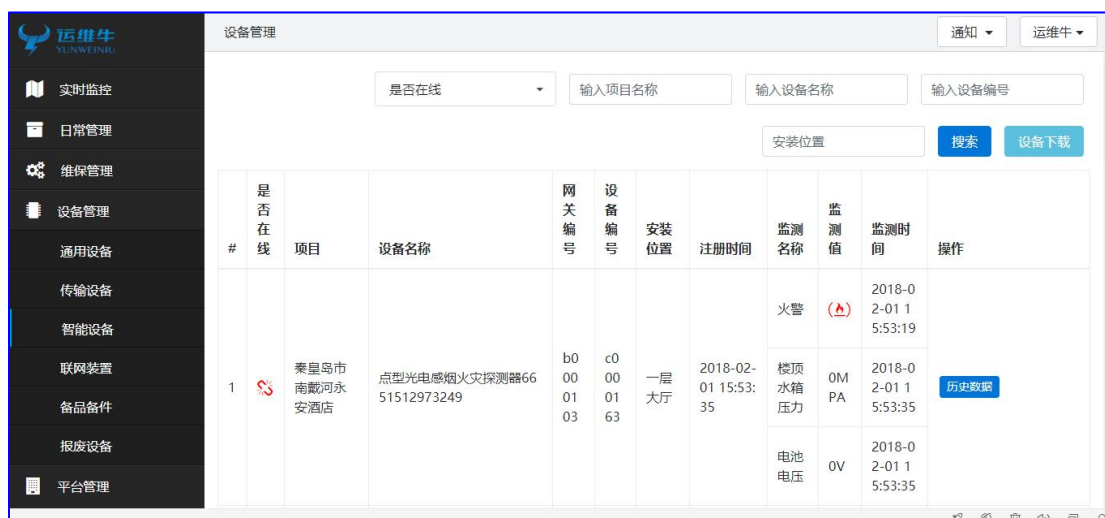 运维牛
YUNWEINIU
设备管理
通知
运维牛
实时监控
日常管理
维保管理
设备管理
通用设备
传输设备
智能设备
联网装置
备品备件
报废设备
平台管理
是否在线
输入项目名称
输入设备名称
输入设备编号
安装位置
搜索
设备下载
#
是
否
在
线
项目
设备名称
网
关
编
号
设
备
编
号
安装
位置
注册时间
监测
名称
监
测
值
监测时
间
操作
1
秦皇岛市
南戴河永
安酒店
点型光电感烟火灾探测器66
51512973249
b0
00
01
03
c0
00
01
63
一层
大厅
2018-02-
01 15:53:
35
火警
2018-0
2-01 1
5:53:19
楼顶
水箱
压力
0M
PA
2018-0
2-01 1
5:53:35
电池
电压
0V
2018-0
2-01 1
5:53:35
历史数据